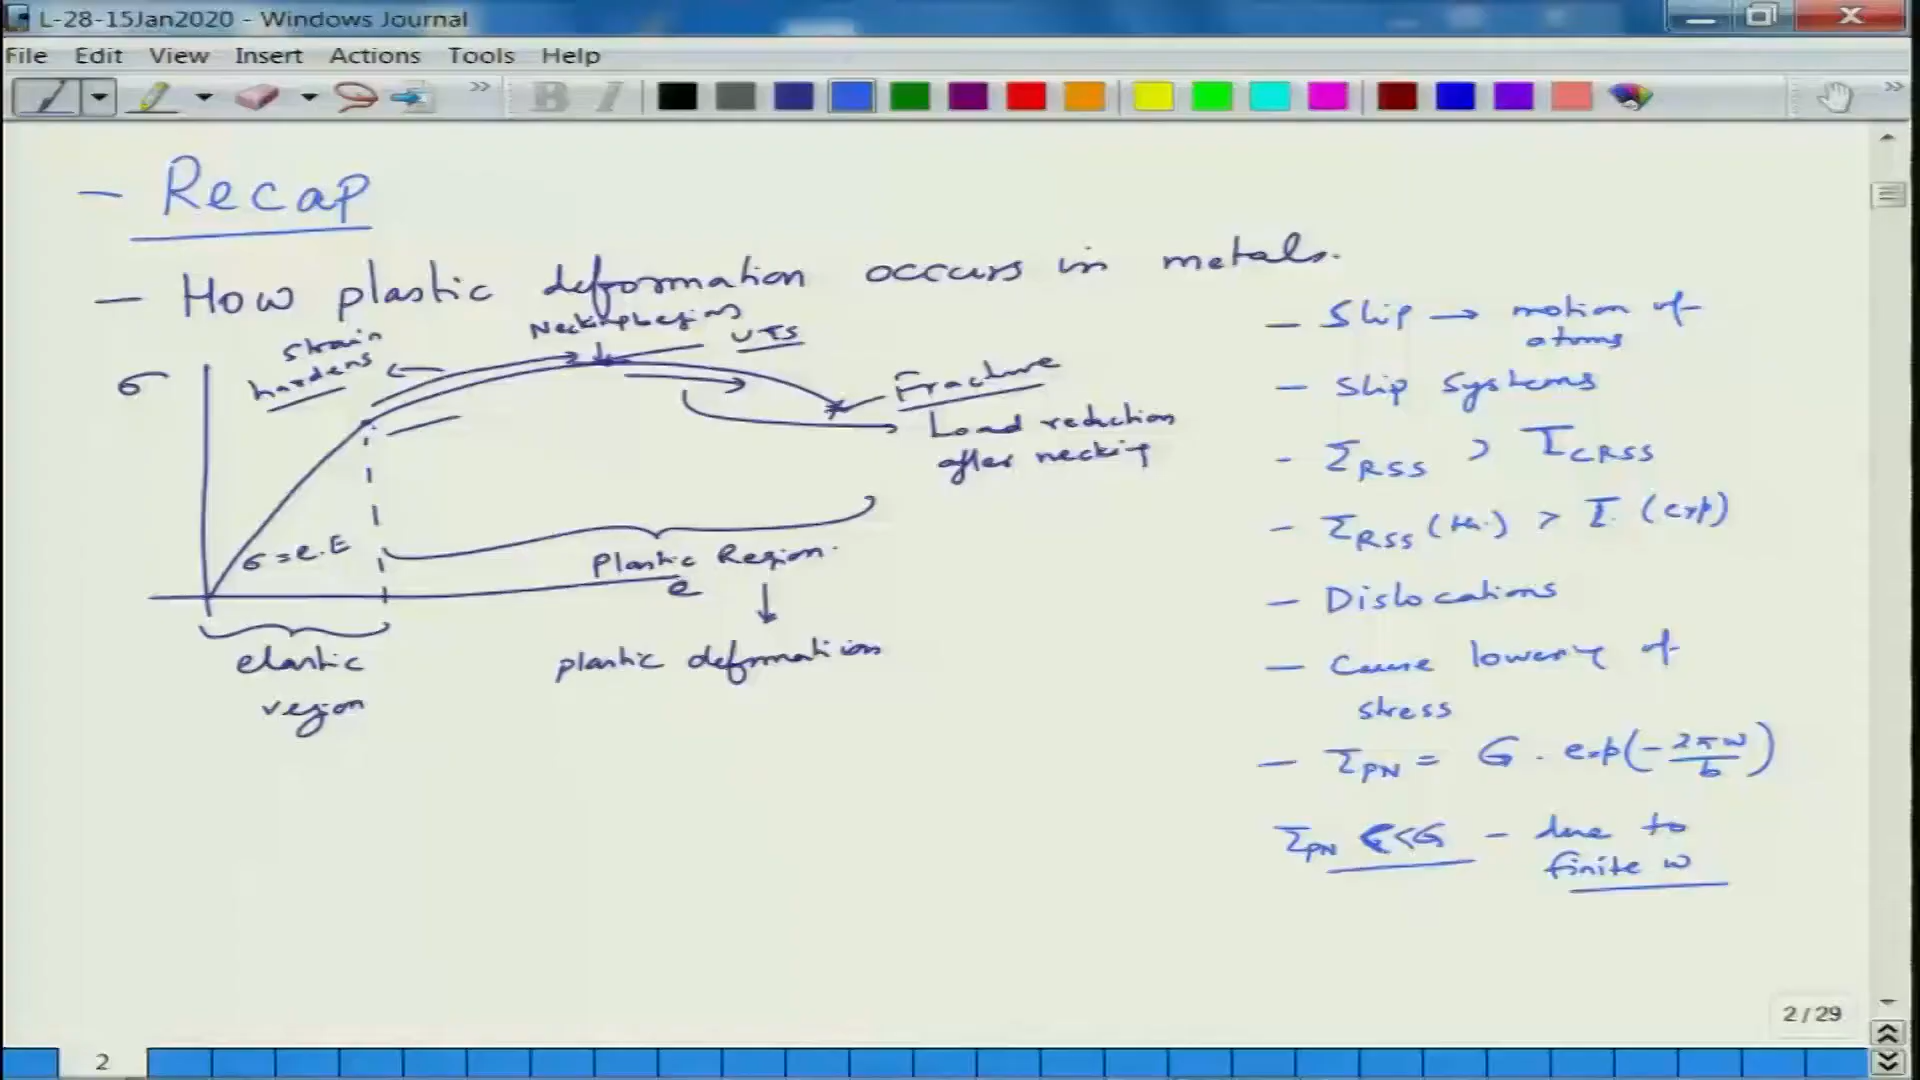 L-28-15Jan2020 - Windows Journal
File Edit View Insert Actions Tools Help
- Recap
- How plastic deformation occurs in metals.
Strain
hardens
Necking begins
UTS
Fracture
Load reduction
after necking
σ
σ = e.E
Plastic Region.
e
elastic
region
plastic deformation
- Slip → motion of
atoms
- Slip Systems
- τRSS > τCRSS
- τRSS (th.) > τ (exp)
- Dislocations
- Cause lowering of
stress
- τPN = G . exp(-2πw/b)
τPN <<G - due to
finite w
2 / 29
2